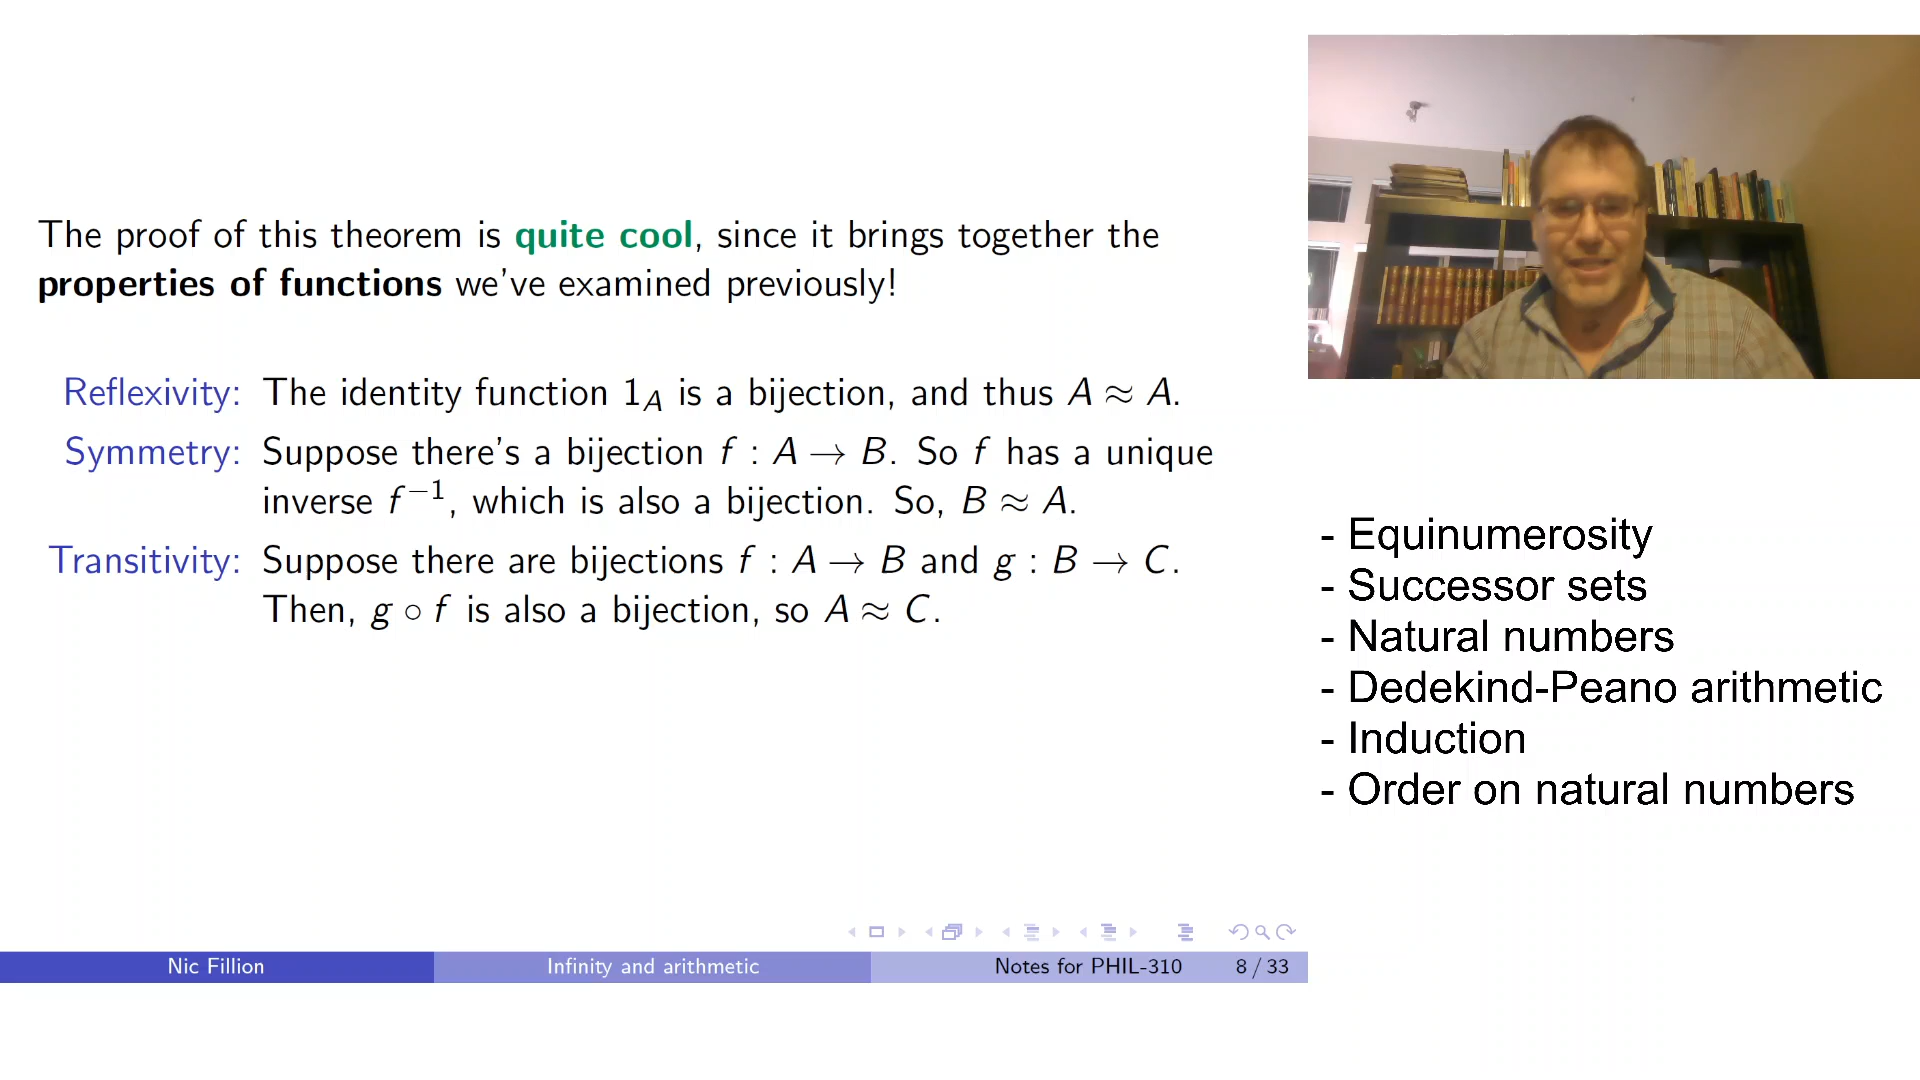 The proof of this theorem is quite cool, since it brings together the
properties of functions we've examined previously!
Reflexivity: The identity function 1_A is a bijection, and thus A ≈ A.
Symmetry: Suppose there's a bijection f : A → B. So f has a unique
inverse f⁻¹, which is also a bijection. So, B ≈ A.
Transitivity: Suppose there are bijections f : A → B and g : B → C.
Then, g ∘ f is also a bijection, so A ≈ C.
- Equinumerosity
- Successor sets
- Natural numbers
- Dedekind-Peano arithmetic
- Induction
- Order on natural numbers
Nic Fillion Infinity and arithmetic Notes for PHIL-310 8 / 33